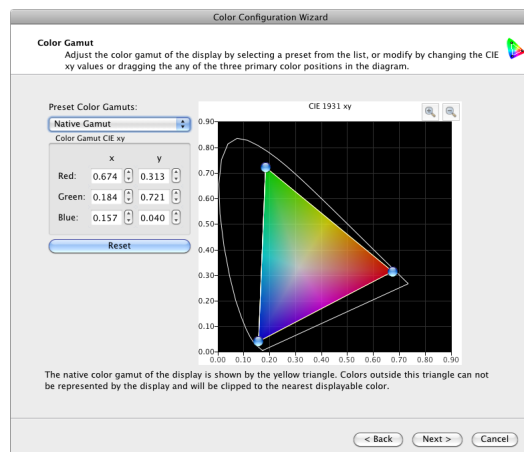 Color Configuration Wizard
Color Gamut
Adjust the color gamut of the display by selecting a preset from the list, or modify by changing the CIE
xy values or dragging the any of the three primary color positions in the diagram.
Preset Color Gamuts:
Native Gamut
Color Gamut CIE xy
x y
Red: 0.674 0.313
Green: 0.184 0.721
Blue: 0.157 0.040
Reset
CIE 1931 xy
0.90
0.80
0.70
0.60
0.50
0.40
0.30
0.20
0.10
0.00
0.00 0.10 0.20 0.30 0.40 0.50 0.60 0.70 0.80 0.90
The native color gamut of the display is shown by the yellow triangle. Colors outside this triangle can not
be represented by the display and will be clipped to the nearest displayable color.
< Back Next > Cancel